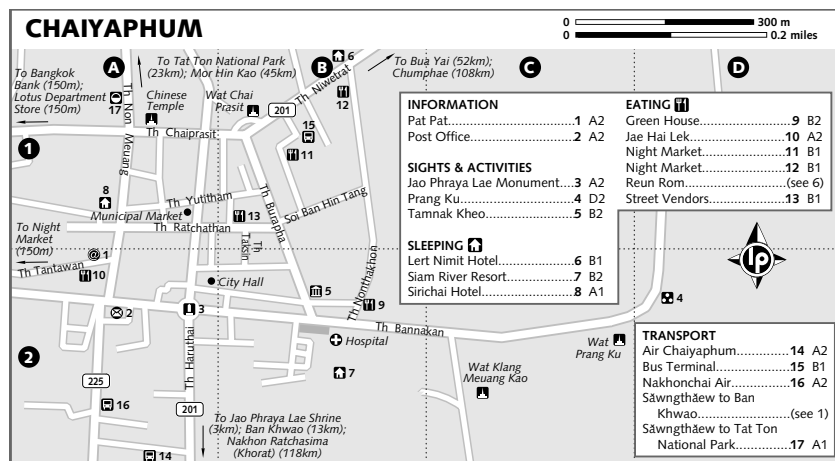 CHAIYAPHUM
0 300 m
0 0.2 miles
A
B
C
D
1
2
To Bangkok
Bank (150m);
Lotus Department
Store (150m)
17
Th Non Meuang
To Tat Ton National Park
(23km); Mor Hin Kao (45km)
Chinese
Temple
Wat Chai
Prasit
201
Th Niwetrat
6
12
To Bua Yai (52km);
Chumphae (108km)
Th Chaiprasit
15
11
8
Th Yutitham
Municipal Market
Th Ratchathan
13
Th Burapha
Soi Ban Hin Tang
Th
Taksin
To Night
Market
(150m)
@ 1
Th Tantawan
10
City Hall
5
Th Nonthakhon
9
2
3
Th Bannakan
Hospital
7
Th Haruthai
225
16
201
14
To Jao Phraya Lae Shrine
(3km); Ban Khwao (13km);
Nakhon Ratchasima
(Khorat) (118km)
Wat Klang
Meuang Kao
Wat
Prang Ku
4
lp
INFORMATION
Pat Pat.................................1 A2
Post Office..........................2 A2
SIGHTS & ACTIVITIES
Jao Phraya Lae Monument....3 A2
Prang Ku.............................4 D2
Tamnak Kheo......................5 B2
SLEEPING
Lert Nimit Hotel...................6 B1
Siam River Resort.................7 B2
Sirichai Hotel.......................8 A1
EATING
Green House........................9 B2
Jae Hai Lek........................10 A2
Night Market.....................11 B1
Night Market.....................12 B1
Reun Rom.......................(see 6)
Street Vendors...................13 B1
TRANSPORT
Air Chaiyaphum..............14 A2
Bus Terminal...................15 B1
Nakhonchai Air...............16 A2
Săwngthăew to Ban
Khwao.......................(see 1)
Săwngthăew to Tat Ton
National Park...............17 A1